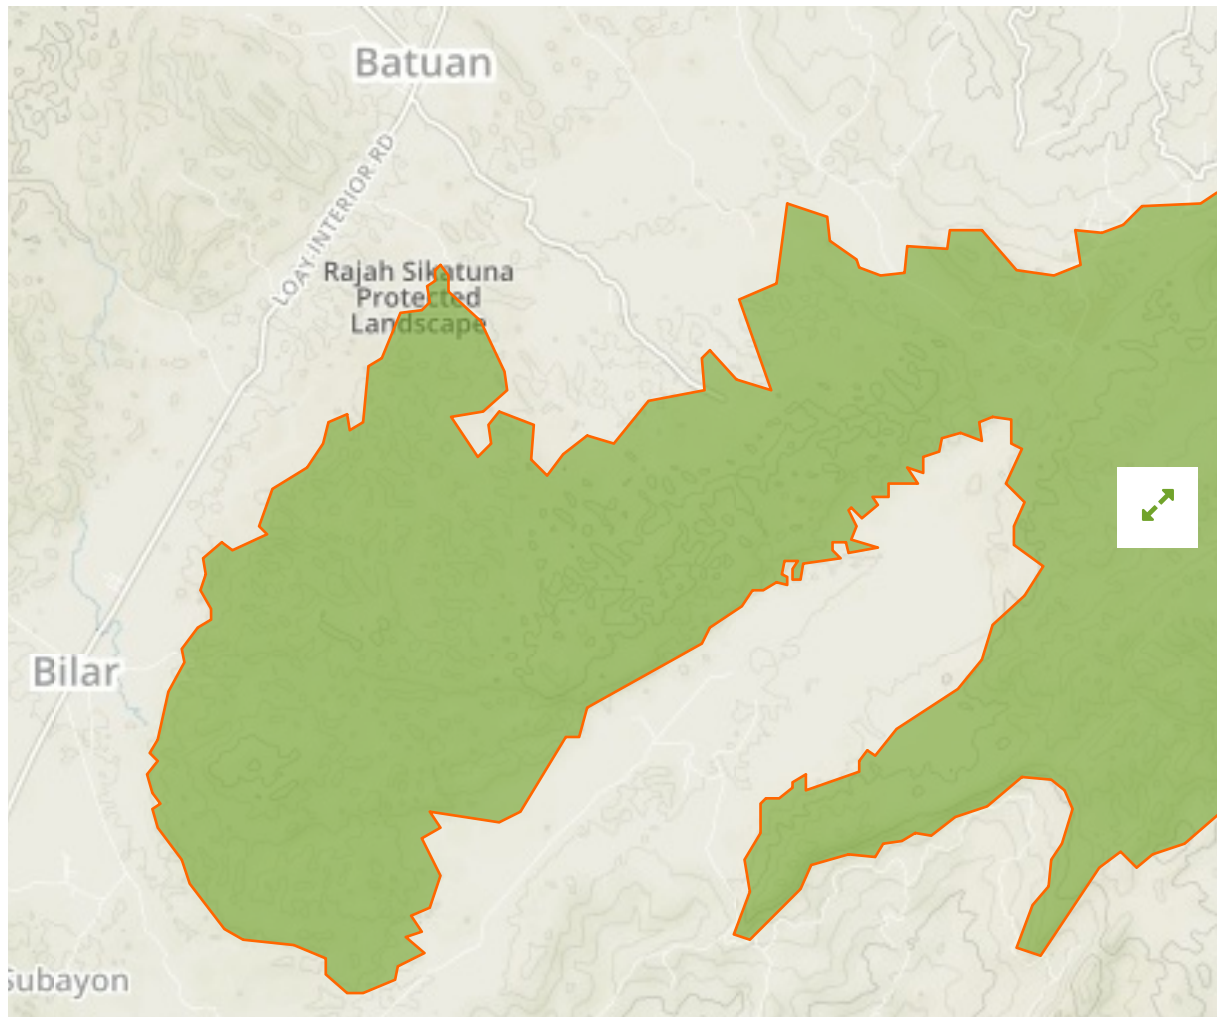 Batuan
LOAY INTERIOR RD
Rajah Sikatuna
Protected
Landscape
Bilar
Subayon